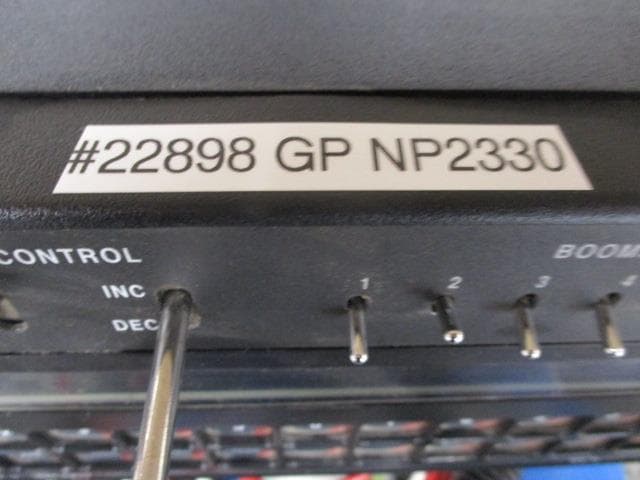 #22898 GP NP2330
CONTROL
BOOM
INC
1 2 3 4
DEC